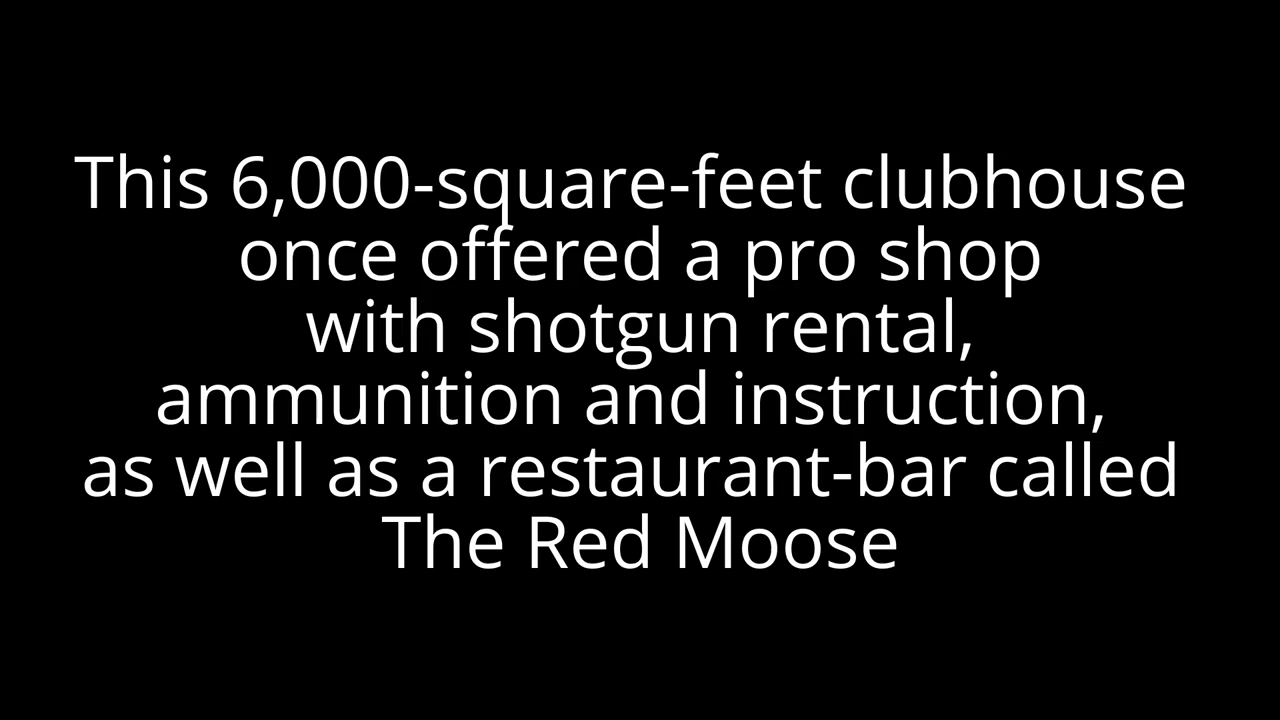 This 6,000-square-feet clubhouse
once offered a pro shop
with shotgun rental,
ammunition and instruction,
as well as a restaurant-bar called
The Red Moose